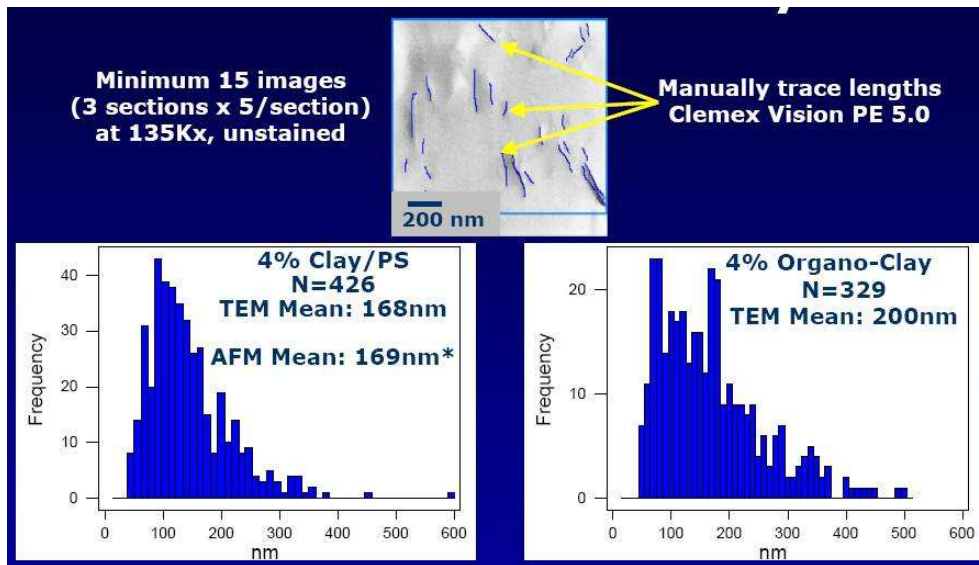 Minimum 15 images
(3 sections x 5/section)
at 135Kx, unstained
Manually trace lengths
Clemex Vision PE 5.0
200 nm
4% Clay/PS
N=426
TEM Mean: 168nm
AFM Mean: 169nm*
Frequency
40
30
20
10
0
0 100 200 300 400 500 600
nm
4% Organo-Clay
N=329
TEM Mean: 200nm
Frequency
20
10
0
0 100 200 300 400 500 600
nm